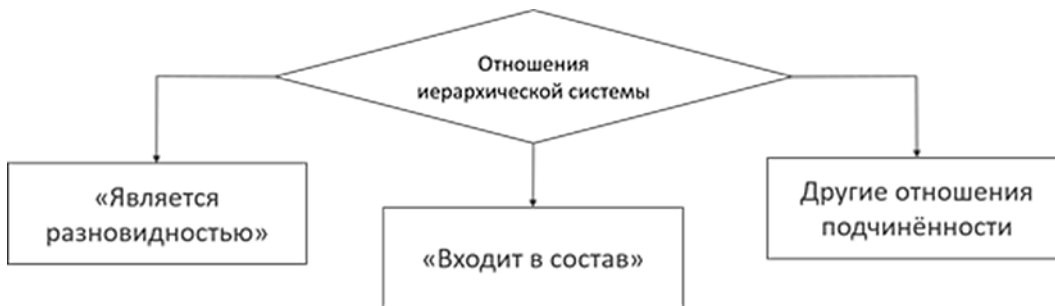 Отношения
иерархической системы
«Является
разновидностью»
«Входит в состав»
Другие отношения
подчинённости